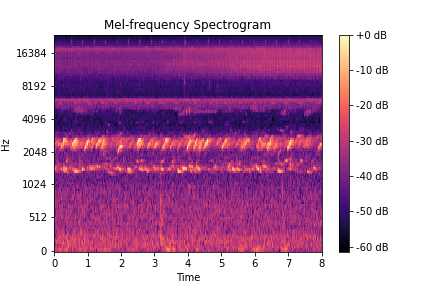 Mel-frequency Spectrogram
Hz
16384
8192
4096
2048
1024
512
0
0 1 2 3 4 5 6 7 8
Time
+0 dB
-10 dB
-20 dB
-30 dB
-40 dB
-50 dB
-60 dB